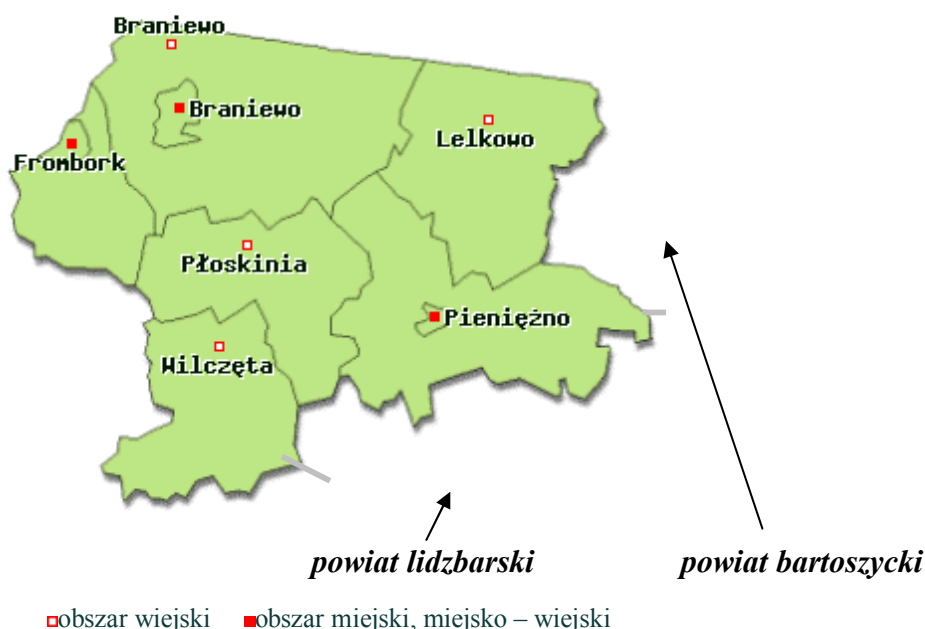 Braniewo
Braniewo
Lelkowo
Frombork
Płoskinia
Pieniężno
Wilczęta
powiat lidzbarski
powiat bartoszycki
obszar wiejski
obszar miejski, miejsko – wiejski